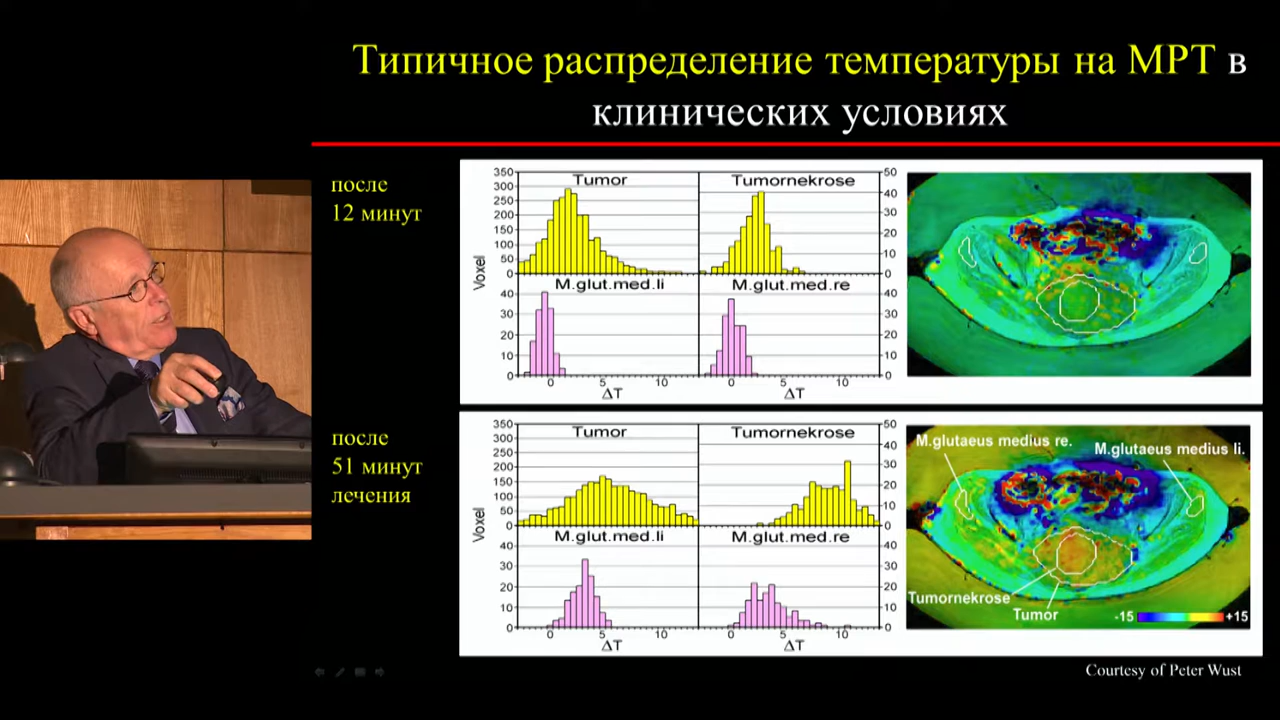 Типичное распределение температуры на МРТ в
клинических условиях
после
12 минут
350 300 250 200 150 100 50 0
Voxel
Tumor
Tumornekrose
50 40 30 20 10 0
40 30 20 10 0
M.glut.med.li
M.glut.med.re
40 30 20 10 0
0 5 10
0 5 10
ΔT
ΔT
после
51 минут
лечения
350 300 250 200 150 100 50 0
Voxel
Tumor
Tumornekrose
50 40 30 20 10 0
40 30 20 10 0
M.glut.med.li
M.glut.med.re
40 30 20 10 0
0 5 10
0 5 10
ΔT
ΔT
M.glutaeus medius re.
M.glutaeus medius li.
Tumornekrose
Tumor
-15 +15
Courtesy of Peter Wust